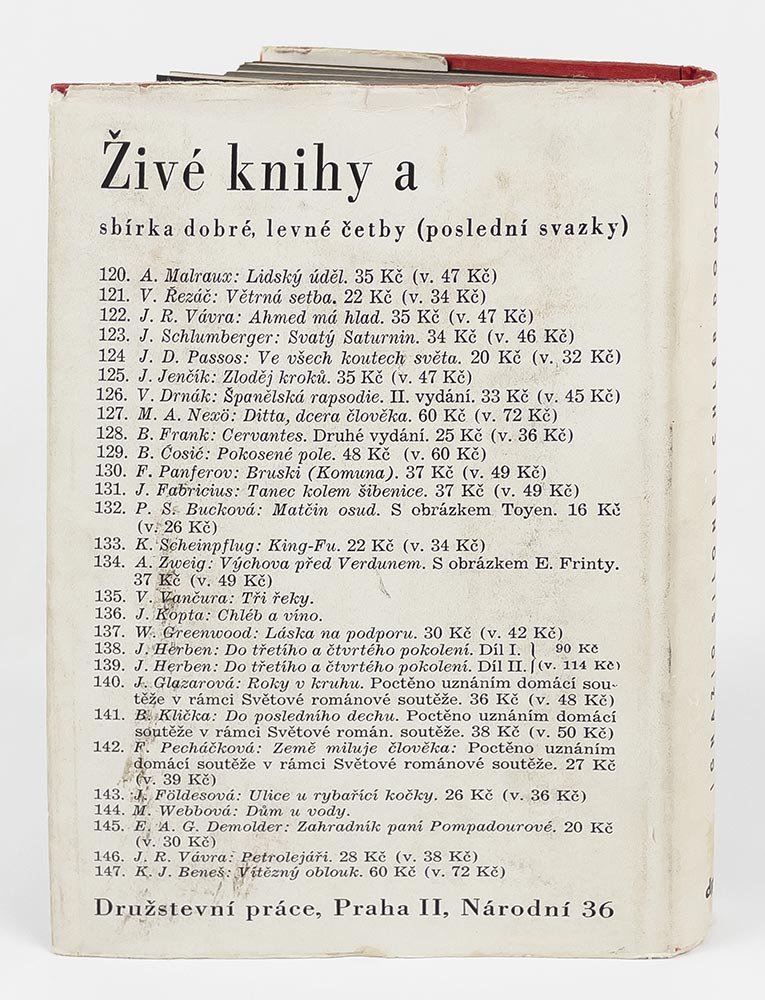 Živé knihy a
sbírka dobré, levné četby (poslední svazky)
120. A. Malraux: Lidský úděl. 35 Kč (v. 47 Kč)
121. V. Řezáč: Větrná setba. 22 Kč (v. 34 Kč)
122. J. R. Vávra: Ahmed má hlad. 35 Kč (v. 47 Kč)
123. J. Schlumberger: Svatý Saturnin. 34 Kč (v. 46 Kč)
124 J. D. Passos: Ve všech koutech světa. 20 Kč (v. 32 Kč)
125. J. Jenčík: Zloděj kroků. 35 Kč (v. 47 Kč)
126. V. Drnák: Španělská rapsodie. II. vydání. 33 Kč (v. 45 Kč)
127. M. A. Nexö: Ditta, dcera člověka. 60 Kč (v. 72 Kč)
128. B. Frank: Cervantes. Druhé vydání. 25 Kč (v. 36 Kč)
129. B. Ćosić: Pokosené pole. 48 Kč (v. 60 Kč)
130. F. Panferov: Bruski (Komuna). 37 Kč (v. 49 Kč)
131. J. Fabricius: Tanec kolem šibenice. 37 Kč (v. 49 Kč)
132. P. S. Bucková: Matčin osud. S obrázkem Toyen. 16 Kč
(v. 26 Kč)
133. K. Scheinpflug: King-Fu. 22 Kč (v. 34 Kč)
134. A. Zweig: Výchova před Verdunem. S obrázkem E. Frinty.
37 Kč (v. 49 Kč)
135. V. Vančura: Tři řeky.
136. J. Kopta: Chléb a víno.
137. W. Greenwood: Láska na podporu. 30 Kč (v. 42 Kč)
138. J. Herben: Do třetího a čtvrtého pokolení. Díl I. } 90 Kč
139. J. Herben: Do třetího a čtvrtého pokolení. Díl II. (v. 114 Kč)
140. J. Glazarová: Roky v kruhu. Poctěno uznáním domácí sou-
těže v rámci Světové románové soutěže. 36 Kč (v. 48 Kč)
141. B. Klička: Do posledního dechu. Poctěno uznáním domácí
soutěže v rámci Světové román. soutěže. 38 Kč (v. 50 Kč)
142. F. Pecháčková: Země miluje člověka: Poctěno uznáním
domácí soutěže v rámci Světové románové soutěže. 27 Kč
(v. 39 Kč)
143. J. Földesová: Ulice u rybařící kočky. 26 Kč (v. 36 Kč)
144. M. Webbová: Dům u vody.
145. E. A. G. Demolder: Zahradník paní Pompadourové. 20 Kč
(v. 30 Kč)
146. J. R. Vávra: Petrolejáři. 28 Kč (v. 38 Kč)
147. K. J. Beneš: Vítězný oblouk. 60 Kč (v. 72 Kč)
Družstevní práce, Praha II, Národní 36